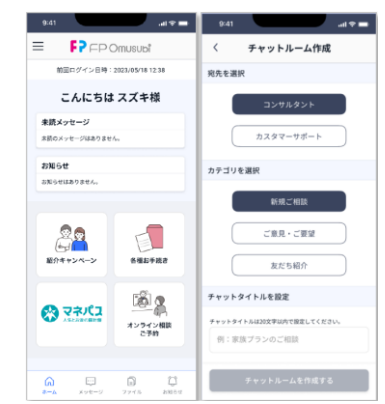 9:41
FP Omusubi
前回ログイン日時：2023/05/18 12:38
こんにちは スズキ様
未読メッセージ
未読のメッセージはありません。
お知らせ
お知らせはありません。
紹介キャンペーン
各種お手続き
マネパス
オンライン相談
ご予約
ホーム
メッセージ
ファイル
お知らせ
9:41
チャットルーム作成
宛先を選択
コンサルタント
カスタマーサポート
カテゴリを選択
新規ご相談
ご意見・ご要望
友だち紹介
チャットタイトルを設定
チャットタイトルは20文字以内で設定してください。
例：家族プランのご相談
チャットルームを作成する